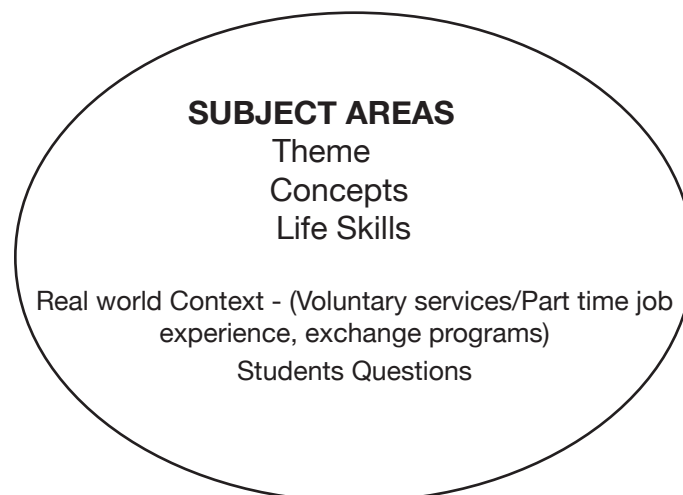 SUBJECT AREAS
Theme
Concepts
Life Skills
Real world Context - (Voluntary services/Part time job
experience, exchange programs)
Students Questions